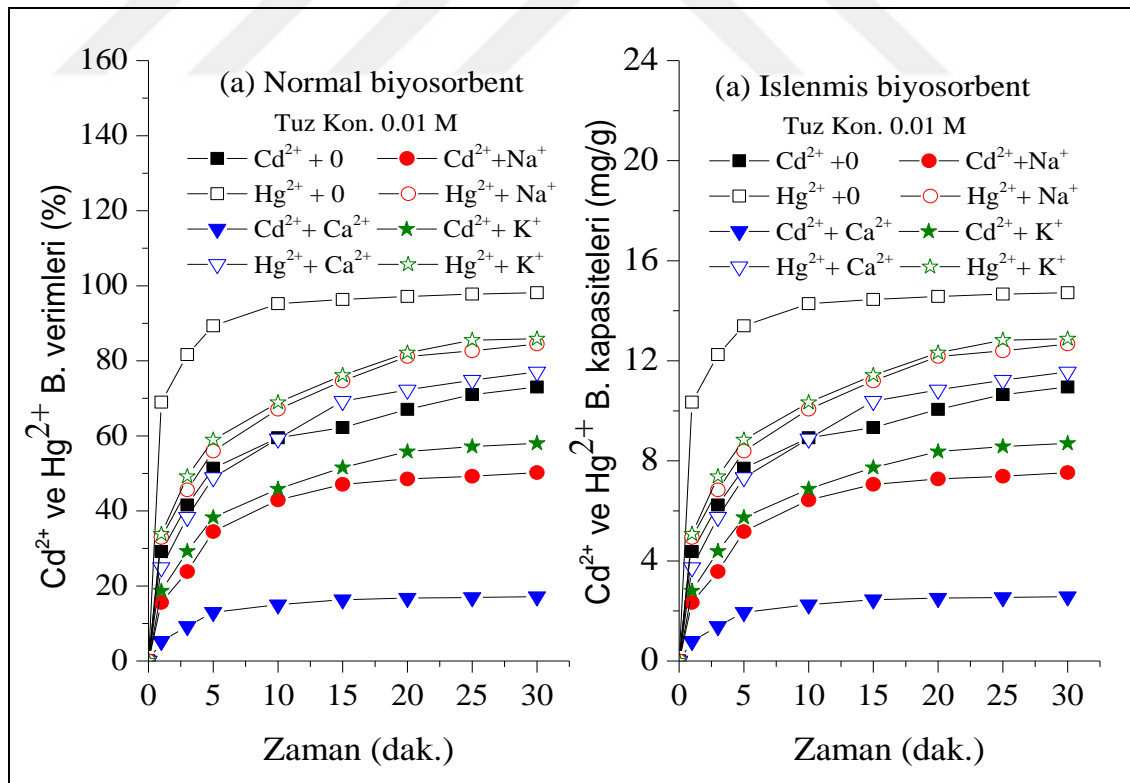 (a) Normal biyosorbent
Tuz Kon. 0.01 M
Cd²⁺ + 0
Cd²⁺+Na⁺
Hg²⁺ + 0
Hg²⁺+ Na⁺
Cd²⁺+ Ca²⁺
Cd²⁺+ K⁺
Hg²⁺+ Ca²⁺
Hg²⁺+ K⁺
Cd²⁺ ve Hg²⁺ B. verimleri (%)
160
140
120
100
80
60
40
20
0
0 5 10 15 20 25 30
Zaman (dak.)
(a) Islenmis biyosorbent
Tuz Kon. 0.01 M
Cd²⁺ +0
Cd²⁺+Na⁺
Hg²⁺ +0
Hg²⁺+ Na⁺
Cd²⁺+ Ca²⁺
Cd²⁺+ K⁺
Hg²⁺+ Ca²⁺
Hg²⁺+ K⁺
Cd²⁺ ve Hg²⁺ B. kapasiteleri (mg/g)
24
20
16
12
8
4
0
0 5 10 15 20 25 30
Zaman (dak.)